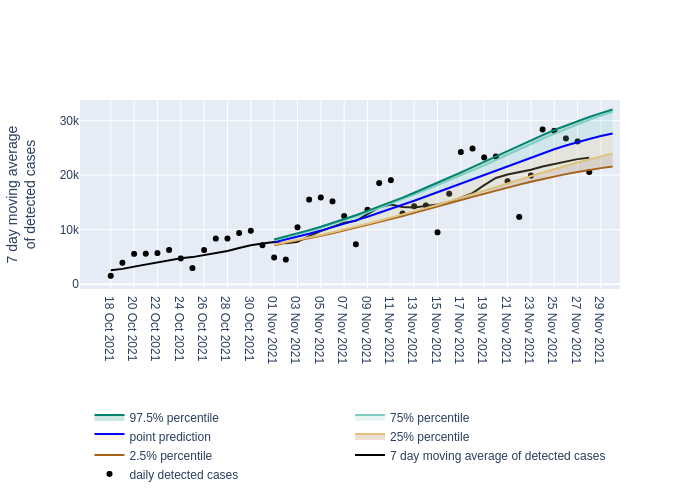 7 day moving average
of detected cases
30k
20k
10k
0
18 Oct 2021
20 Oct 2021
22 Oct 2021
24 Oct 2021
26 Oct 2021
28 Oct 2021
30 Oct 2021
01 Nov 2021
03 Nov 2021
05 Nov 2021
07 Nov 2021
09 Nov 2021
11 Nov 2021
13 Nov 2021
15 Nov 2021
17 Nov 2021
19 Nov 2021
21 Nov 2021
23 Nov 2021
25 Nov 2021
27 Nov 2021
29 Nov 2021
97.5% percentile
75% percentile
point prediction
25% percentile
2.5% percentile
7 day moving average of detected cases
daily detected cases